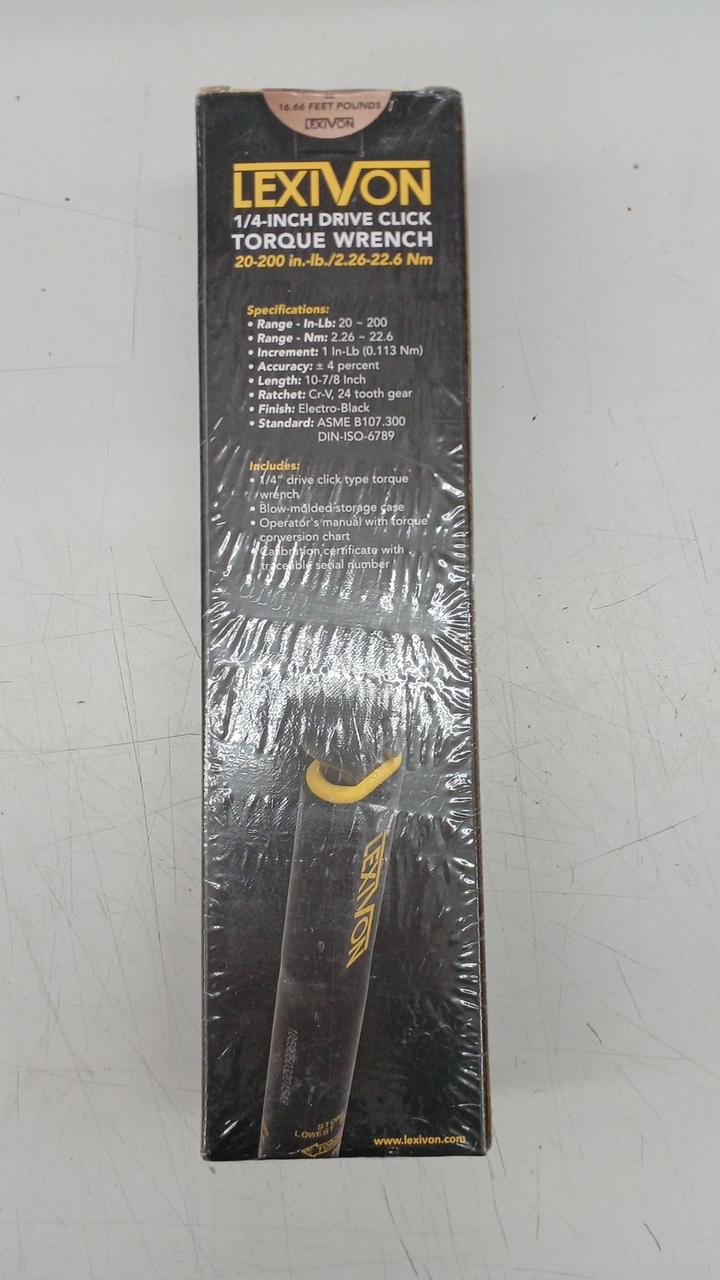 16.66 FEET POUNDS
LEXIVON
LEXIVON
1/4-INCH DRIVE CLICK
TORQUE WRENCH
20-200 in.-lb./2.26-22.6 Nm
Specifications:
• Range - In-Lb: 20 ~ 200
• Range - Nm: 2.26 ~ 22.6
• Increment: 1 In-Lb (0.113 Nm)
• Accuracy: ± 4 percent
• Length: 10-7/8 Inch
• Ratchet: Cr-V, 24 tooth gear
• Finish: Electro-Black
• Standard: ASME B107.300
DIN-ISO-6789
Includes:
• 1/4" drive click type torque
wrench
• Blow-molded storage case
• Operator's manual with torque
conversion chart
• Calibration certificate with
traceable serial number
LEXIVON
LOWEST
www.lexivon.com